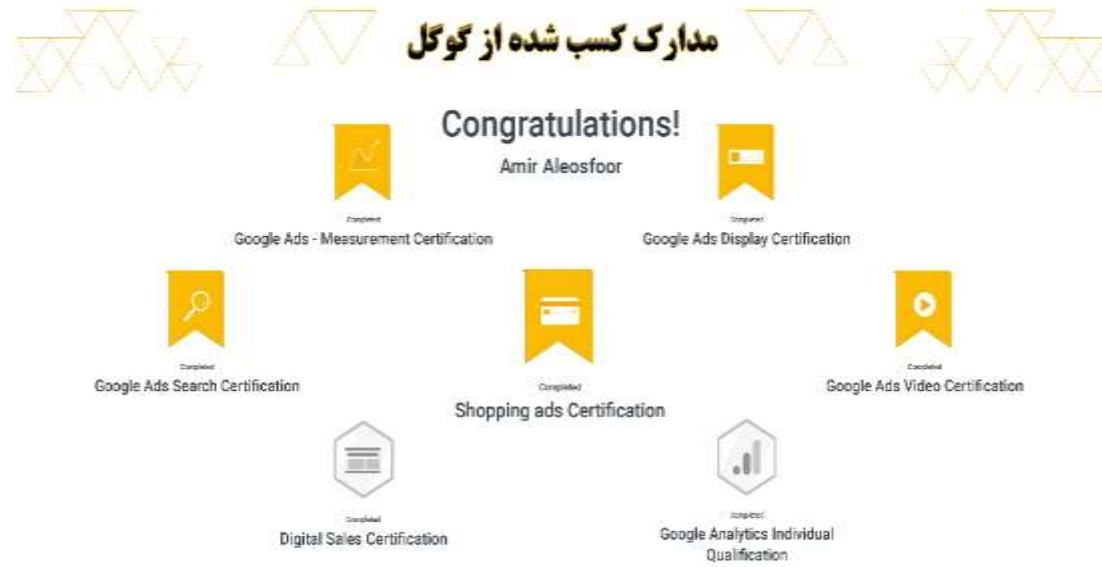 مدارک کسب شده از گوگل
Congratulations!
Amir Aleosfoor
Completed
Google Ads - Measurement Certification
Completed
Google Ads Display Certification
Completed
Google Ads Search Certification
Completed
Shopping ads Certification
Completed
Google Ads Video Certification
Completed
Digital Sales Certification
Completed
Google Analytics Individual
Qualification